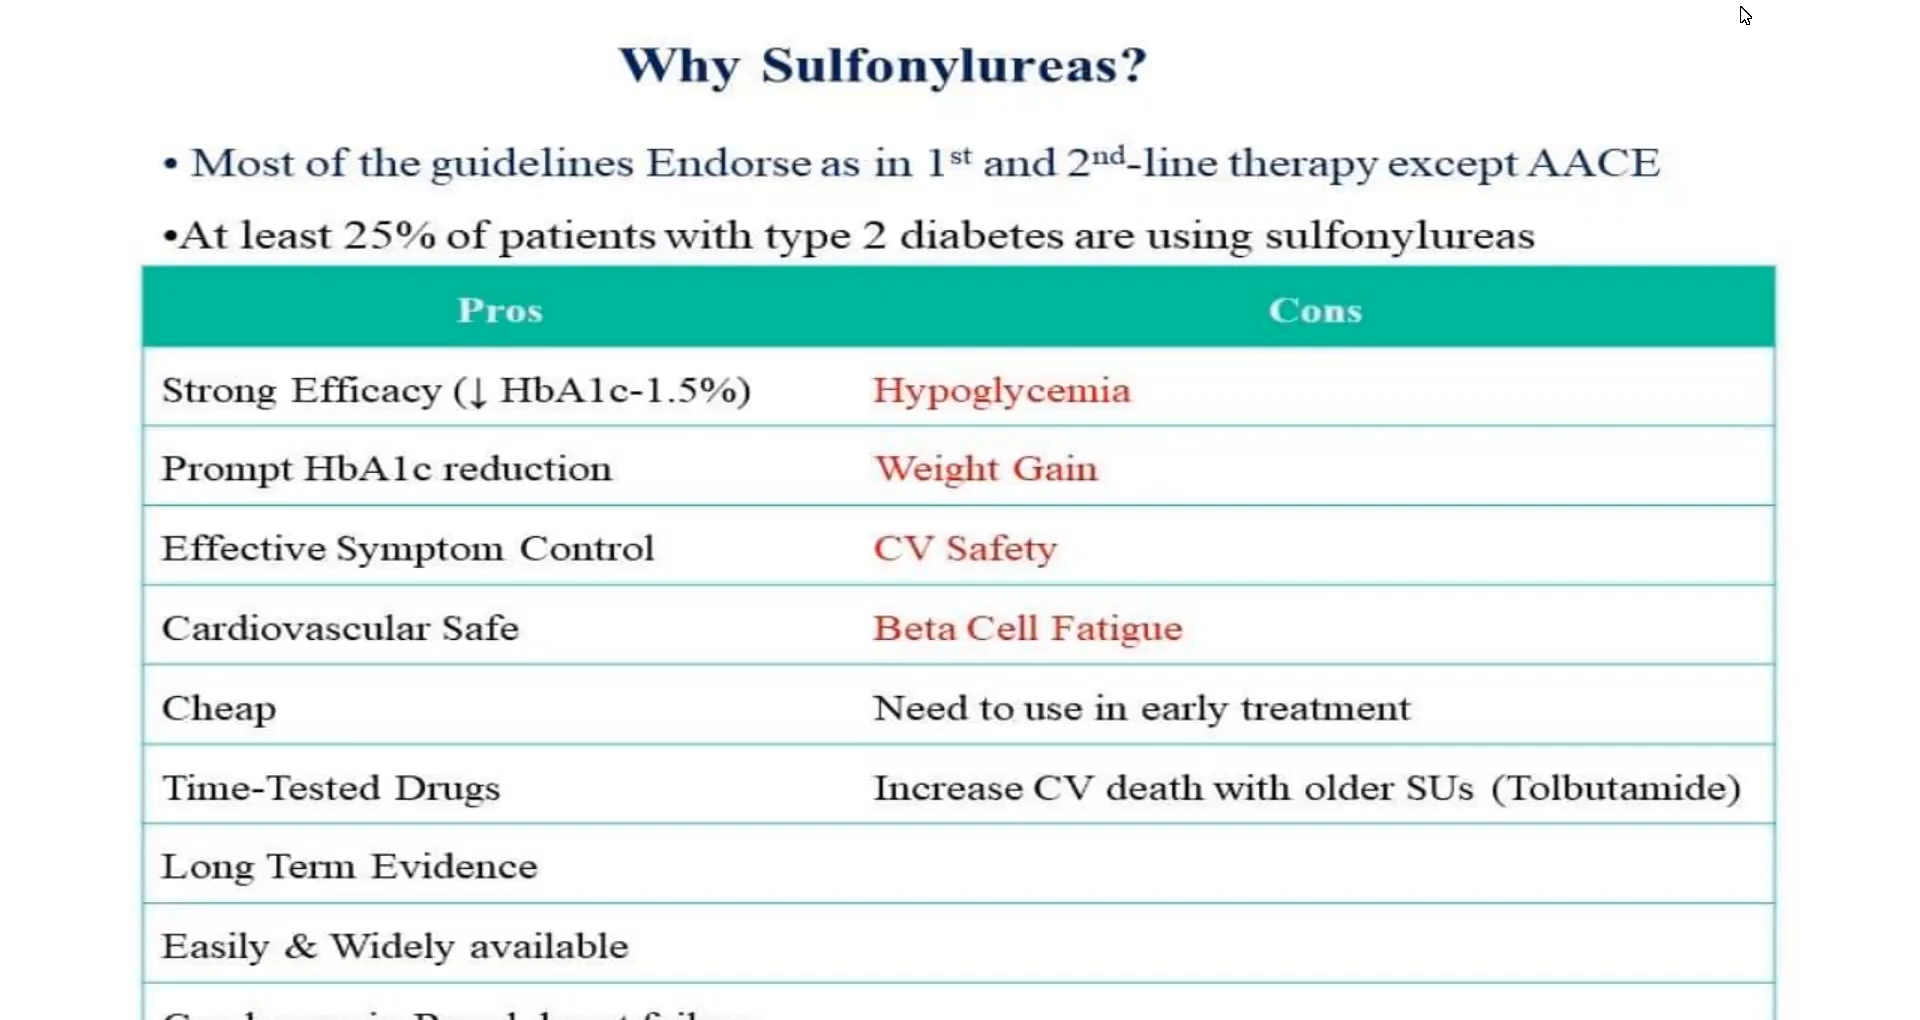 Why Sulfonylureas?
• Most of the guidelines Endorse as in 1st and 2nd-line therapy except AACE
•At least 25% of patients with type 2 diabetes are using sulfonylureas
Pros Cons
Strong Efficacy (↓ HbA1c-1.5%) Hypoglycemia
Prompt HbA1c reduction Weight Gain
Effective Symptom Control CV Safety
Cardiovascular Safe Beta Cell Fatigue
Cheap Need to use in early treatment
Time-Tested Drugs Increase CV death with older SUs (Tolbutamide)
Long Term Evidence
Easily & Widely available